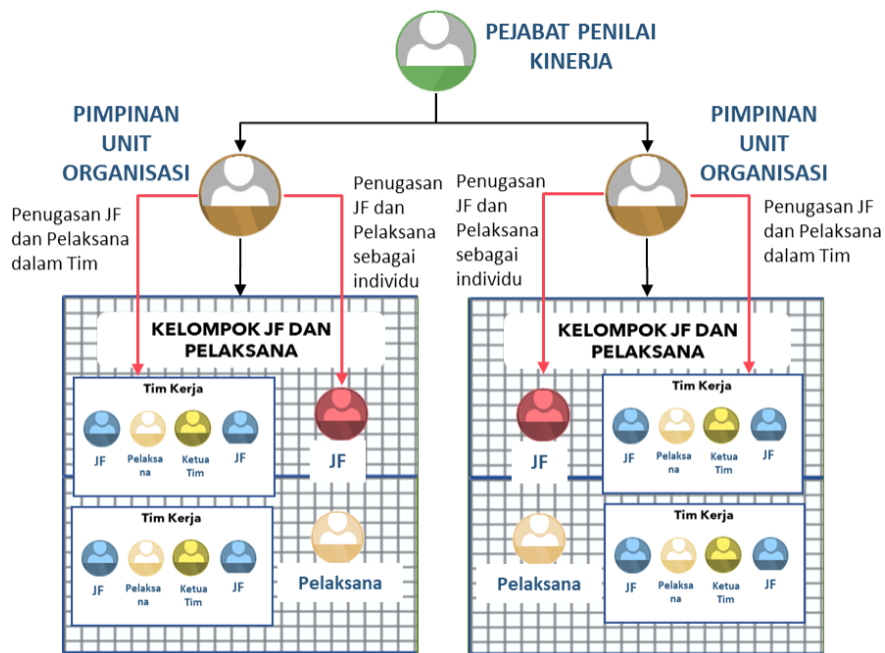 PEJABAT PENILAI
KINERJA
PIMPINAN
UNIT
ORGANISASI
PIMPINAN
UNIT
ORGANISASI
Penugasan JF
dan Pelaksana
dalam Tim
Penugasan
JF dan
Pelaksana
sebagai
individu
Penugasan
JF dan
Pelaksana
sebagai
individu
Penugasan JF
dan Pelaksana
dalam Tim
KELOMPOK JF DAN
PELAKSANA
Tim Kerja
JF
Pelaksa
na
Ketua
Tim
JF
JF
Tim Kerja
JF
Pelaksa
na
Ketua
Tim
JF
Pelaksana
KELOMPOK JF DAN
PELAKSANA
JF
Tim Kerja
JF
Pelaksa
na
Ketua
Tim
JF
Pelaksana
Tim Kerja
JF
Pelaksa
na
Ketua
Tim
JF